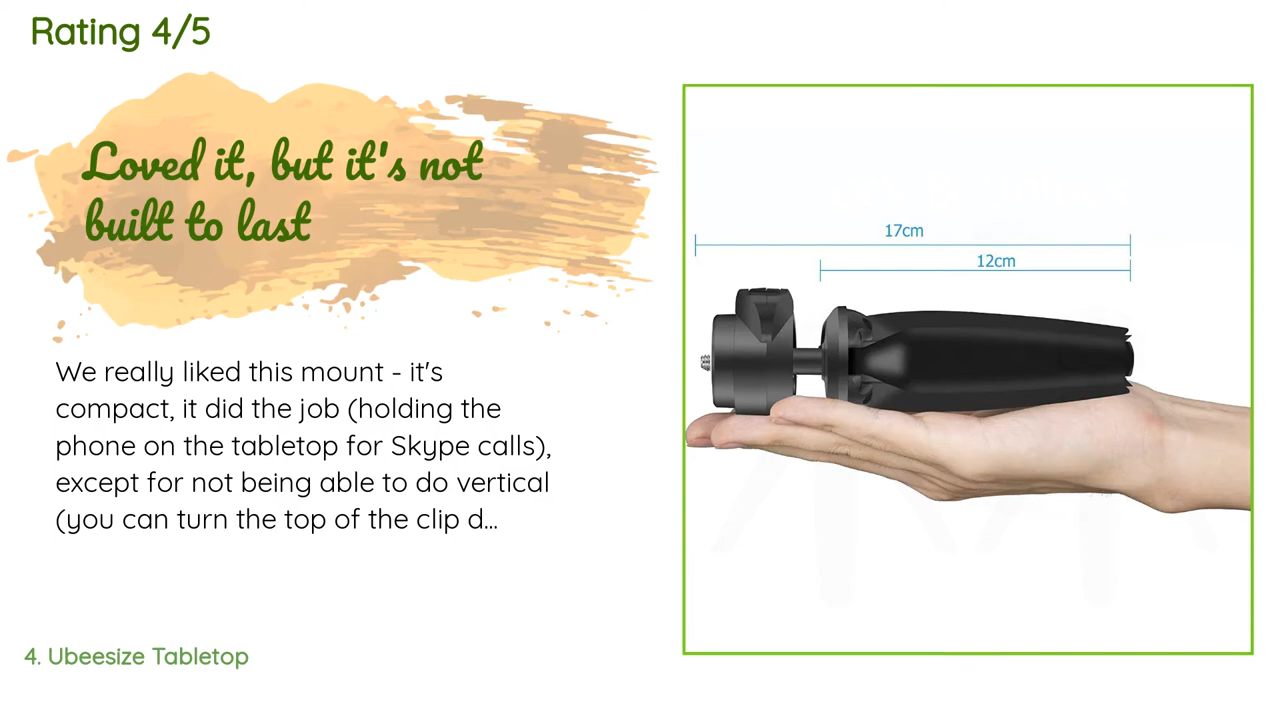 Rating 4/5
Loved it, but it's not
built to last
We really liked this mount - it's
compact, it did the job (holding the
phone on the tabletop for Skype calls),
except for not being able to do vertical
(you can turn the top of the clip d...
17cm
12cm
4. Ubeesize Tabletop